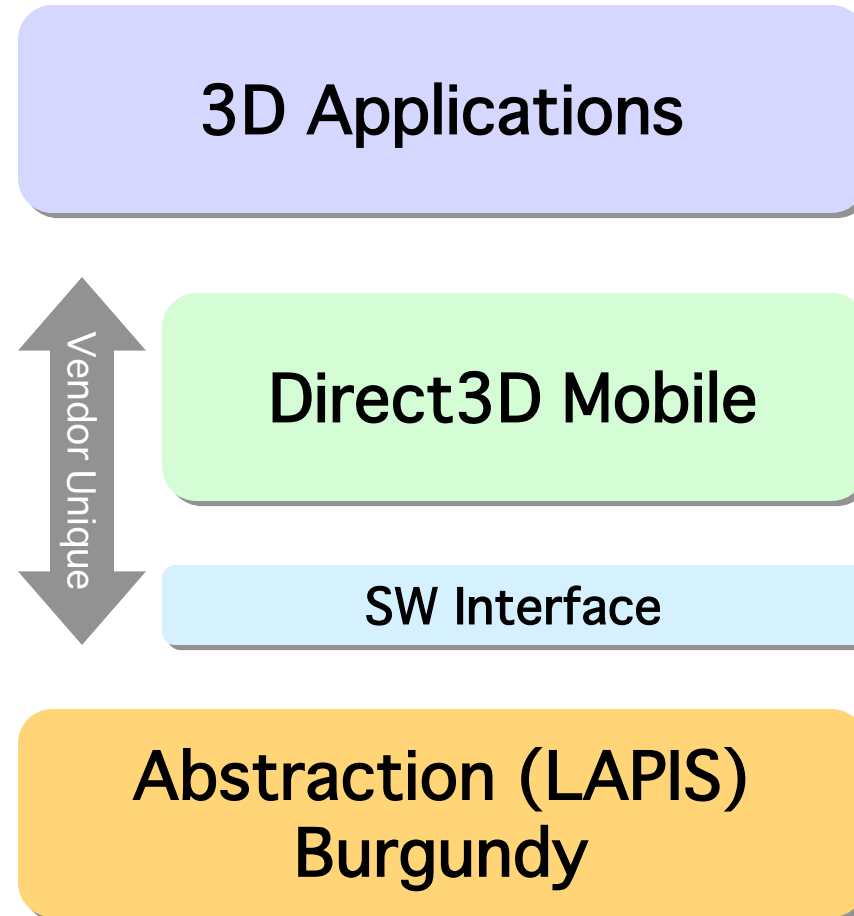 3D Applications
Vendor Unique
Direct3D Mobile
SW Interface
Abstraction (LAPIS)
Burgundy